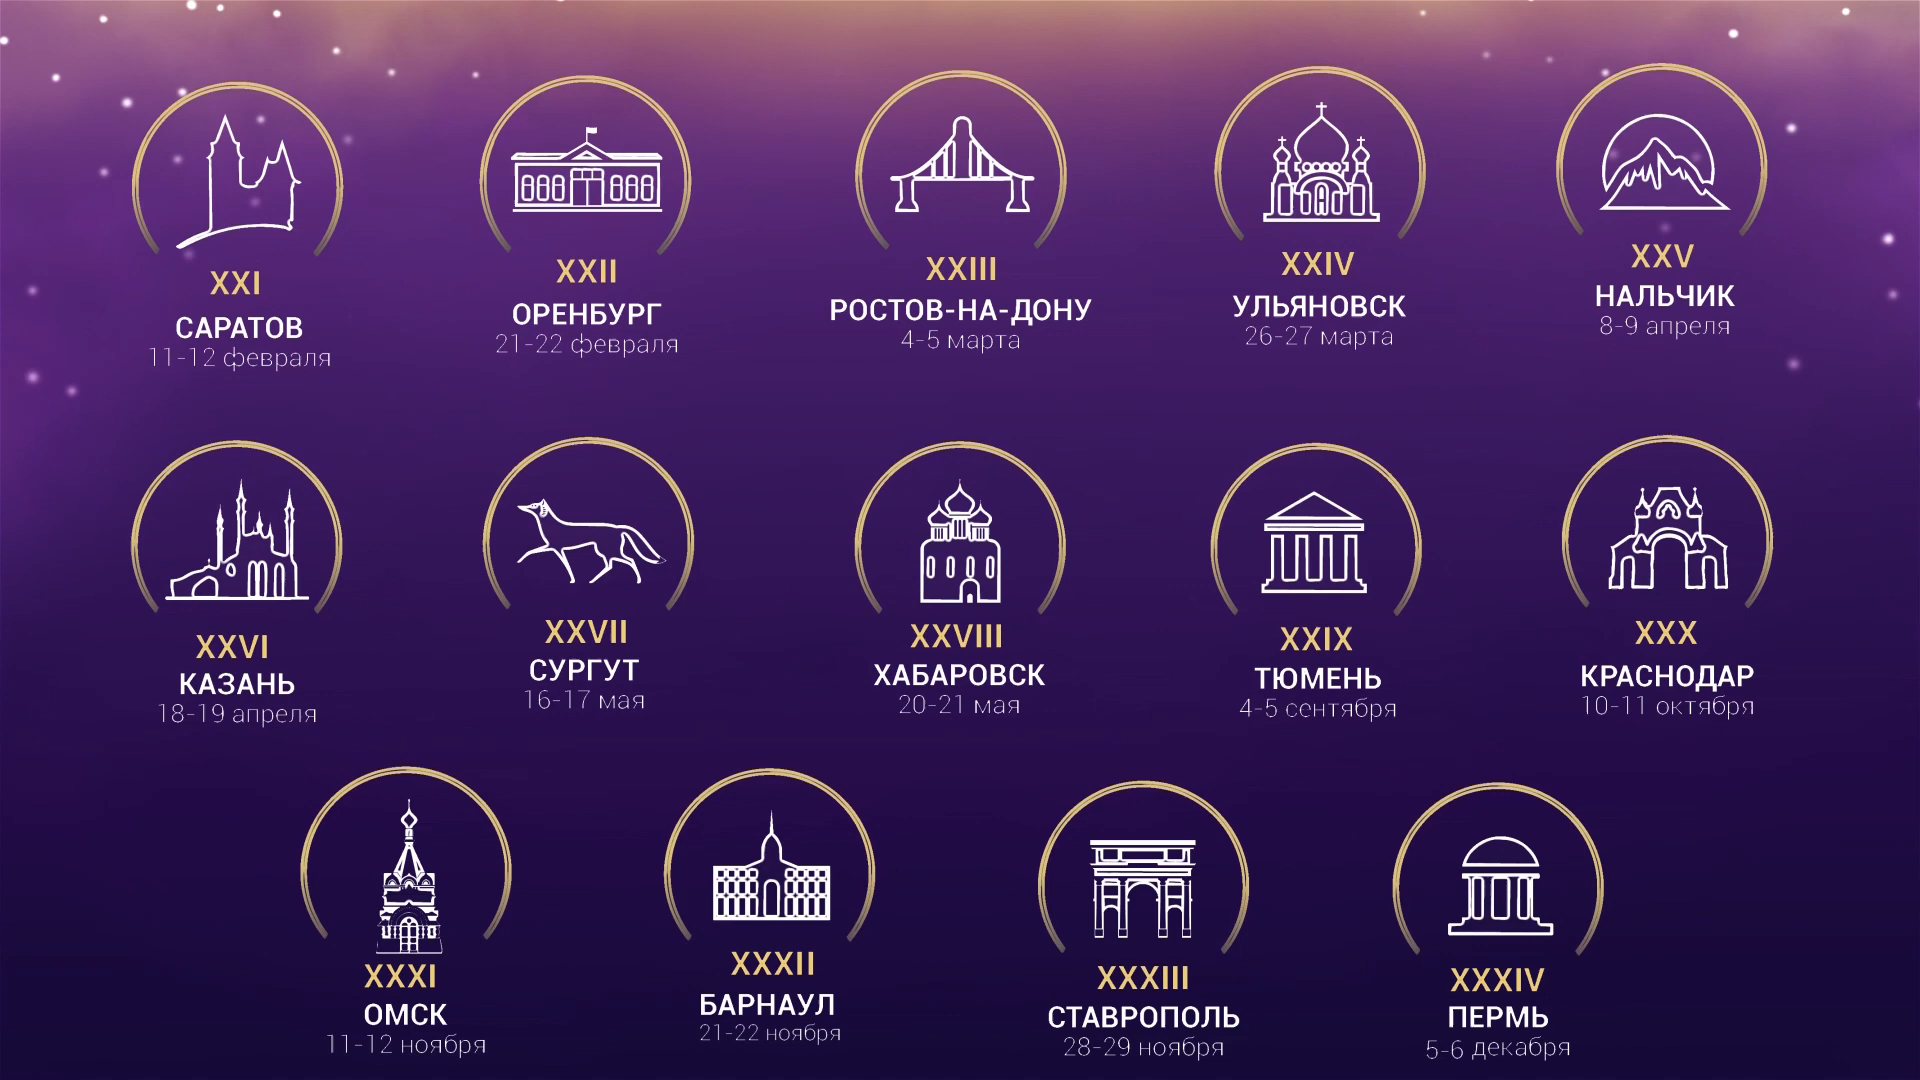 XXI
САРАТОВ
11-12 февраля
XXII
ОРЕНБУРГ
21-22 февраля
XXIII
РОСТОВ-НА-ДОНУ
4-5 марта
XXIV
УЛЬЯНОВСК
26-27 марта
XXV
НАЛЬЧИК
8-9 апреля
XXVI
КАЗАНЬ
18-19 апреля
XXVII
СУРГУТ
16-17 мая
XXVIII
ХАБАРОВСК
20-21 мая
XXIX
ТЮМЕНЬ
4-5 сентября
XXX
КРАСНОДАР
10-11 октября
XXXI
ОМСК
11-12 ноября
XXXII
БАРНАУЛ
21-22 ноября
XXXIII
СТАВРОПОЛЬ
28-29 ноября
XXXIV
ПЕРМЬ
5-6 декабря